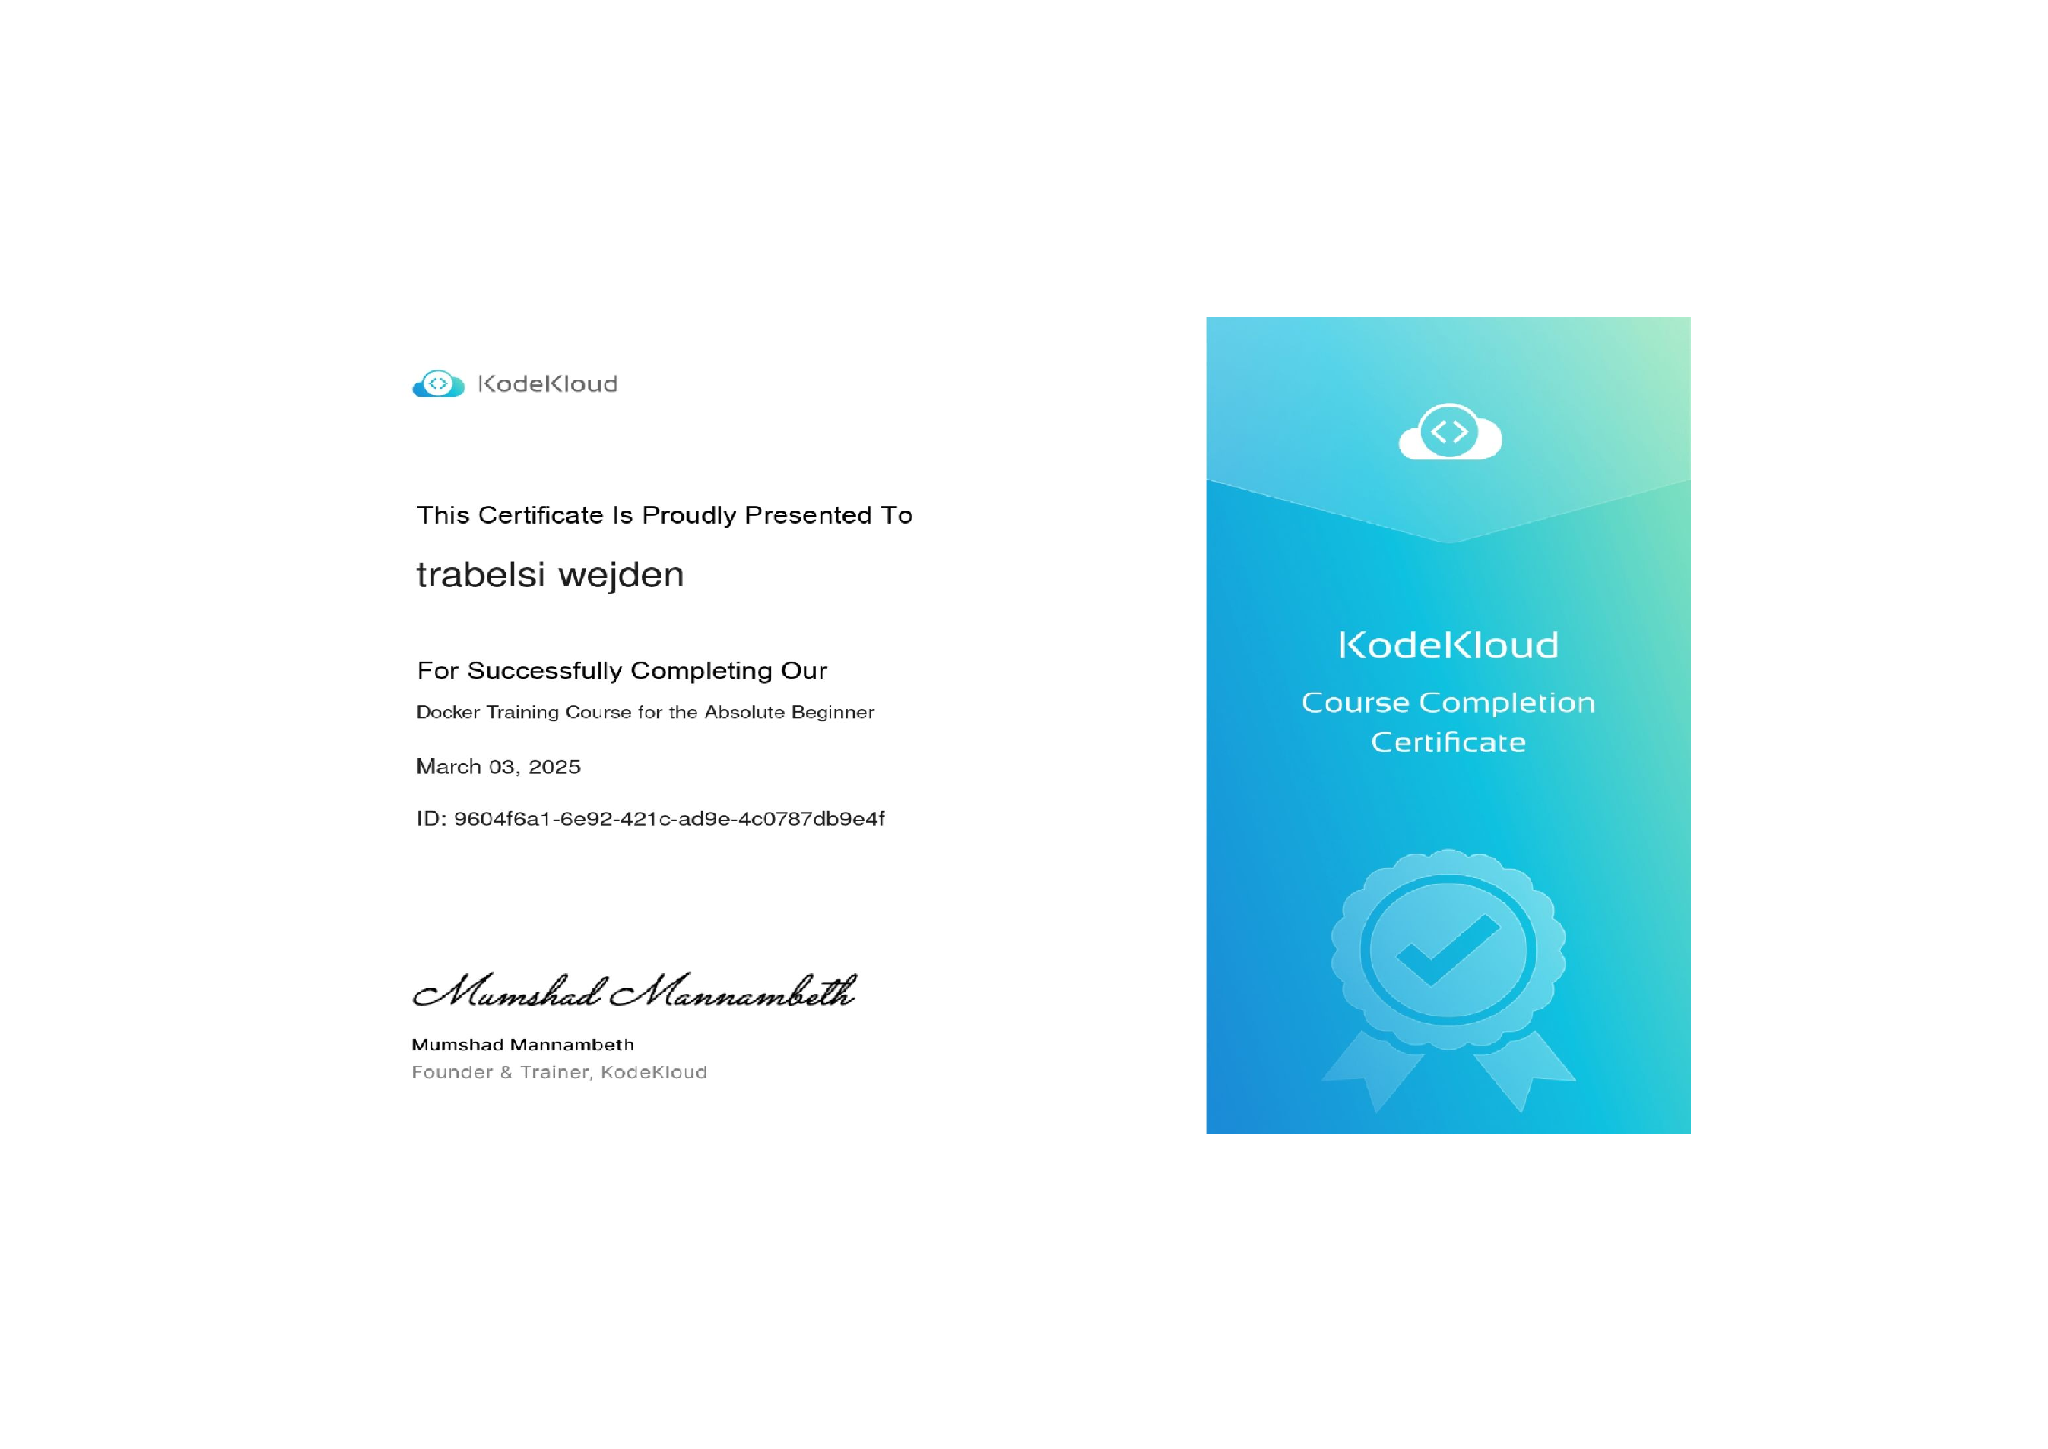 KodeKloud
This Certificate Is Proudly Presented To
trabelsi wejden
For Successfully Completing Our
Docker Training Course for the Absolute Beginner
March 03, 2025
ID: 9604f6a1-6e92-421c-ad9e-4c0787db9e4f
Mumshad Mannambeth
Mumshad Mannambeth
Founder & Trainer, KodeKloud
KodeKloud
Course Completion
Certificate